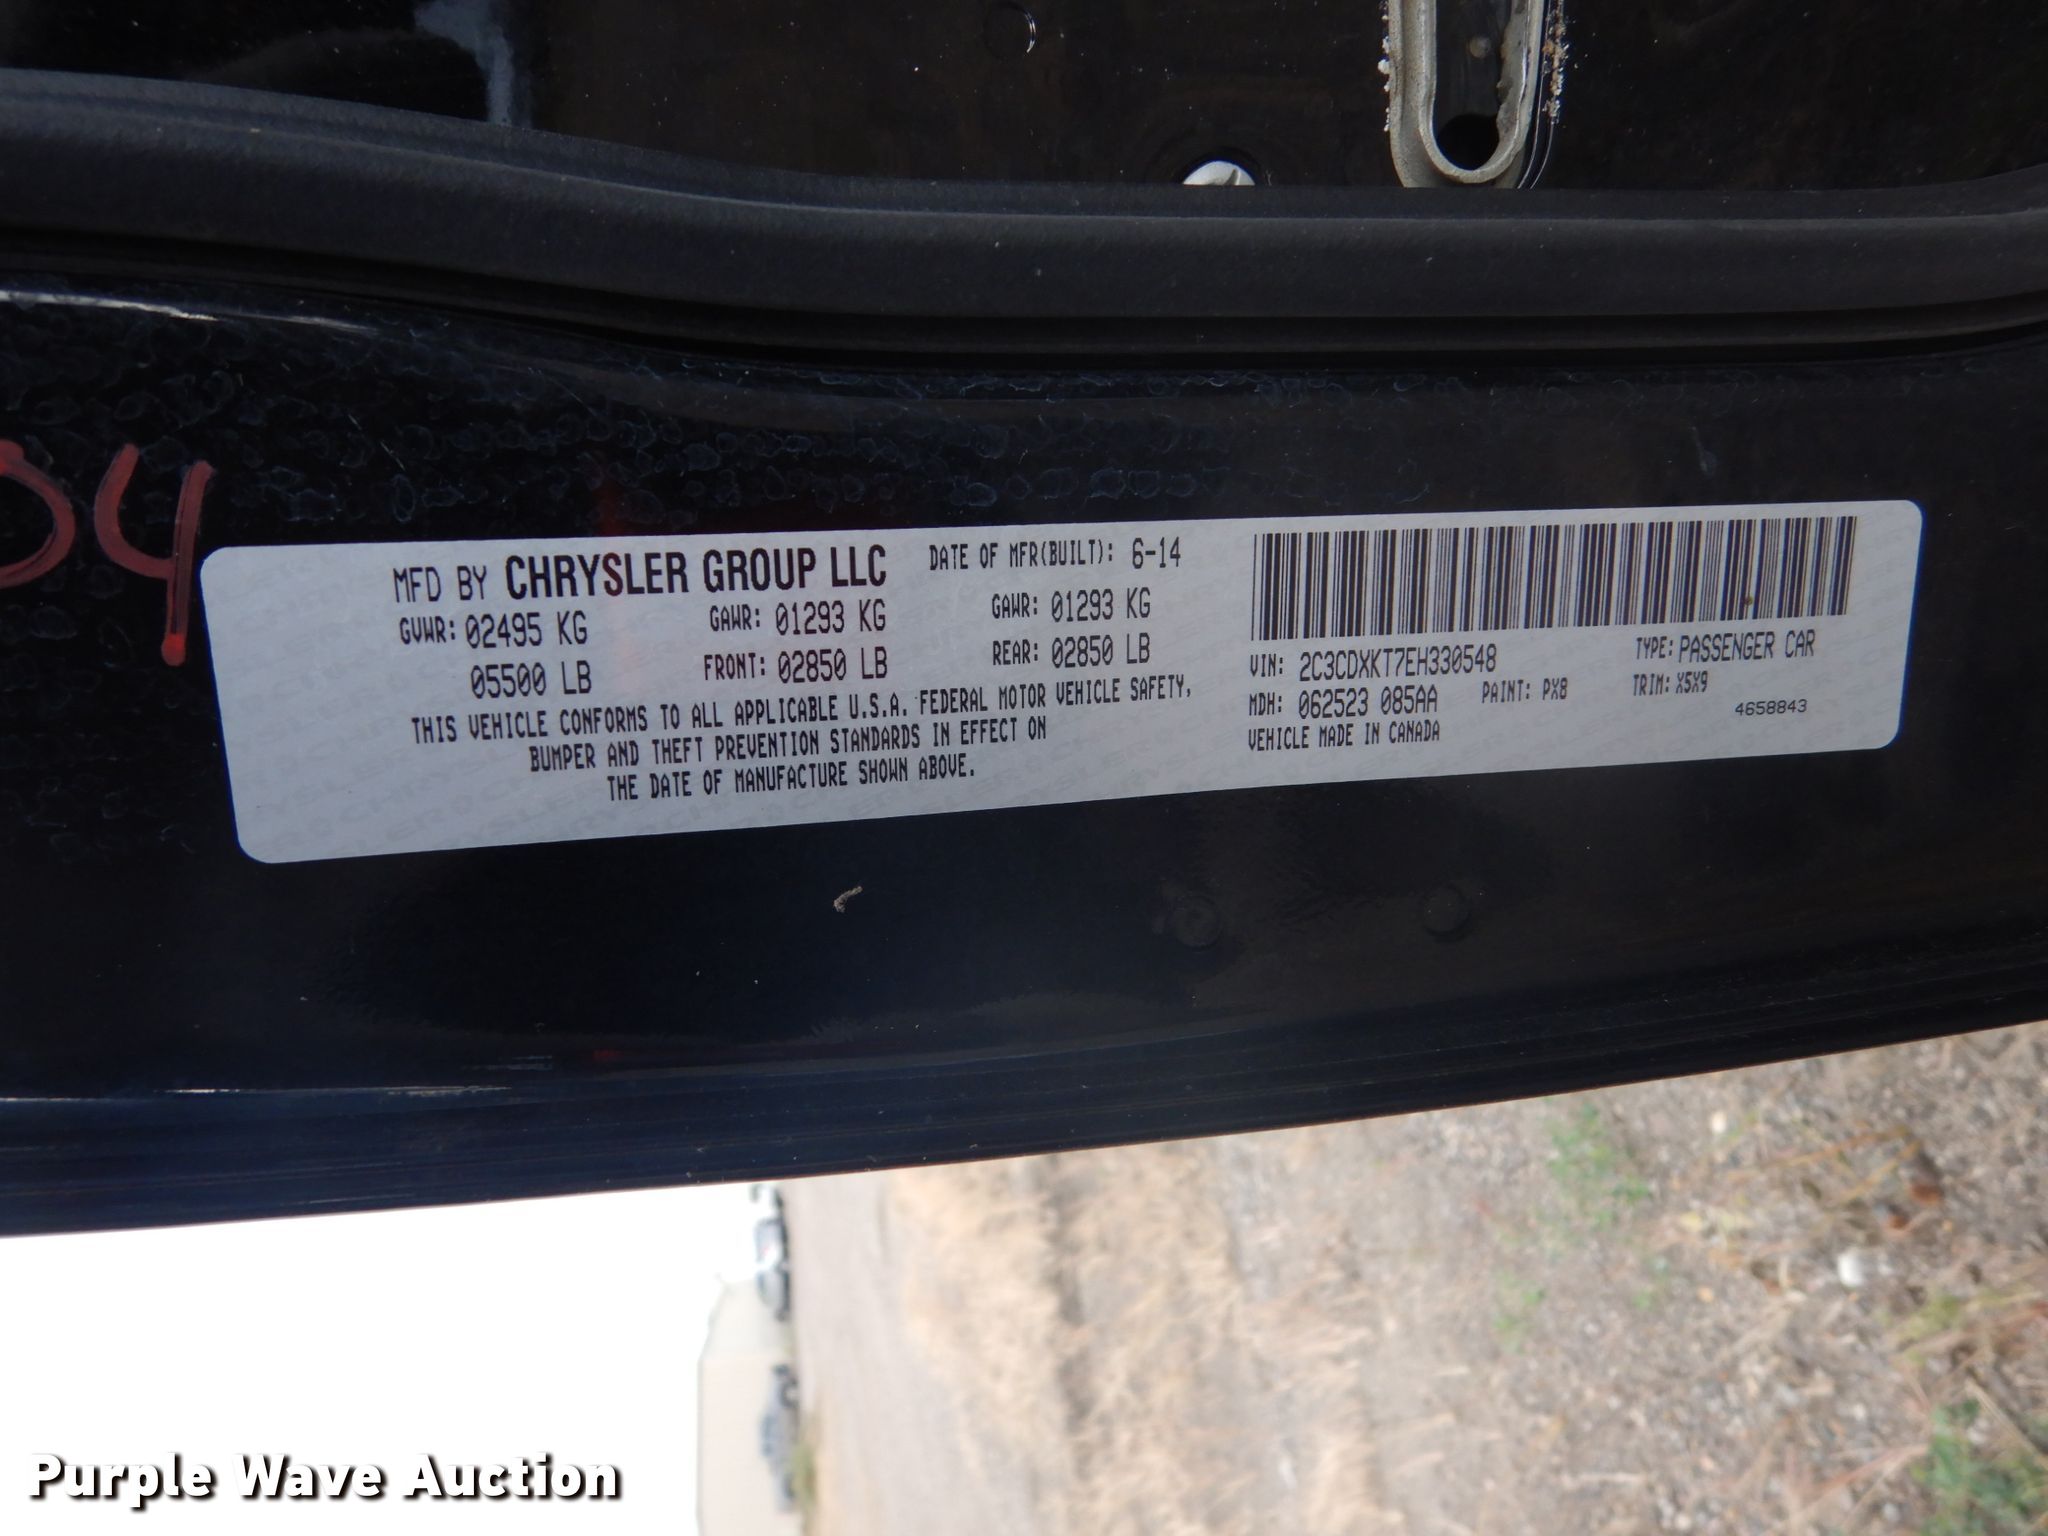 04
MFD BY CHRYSLER GROUP LLC DATE OF MFR(BUILT): 6-14
GVWR: 02495 KG GAWR: 01293 KG GAWR: 01293 KG
05500 LB FRONT: 02850 LB REAR: 02850 LB
THIS VEHICLE CONFORMS TO ALL APPLICABLE U.S.A. FEDERAL MOTOR VEHICLE SAFETY,
BUMPER AND THEFT PREVENTION STANDARDS IN EFFECT ON
THE DATE OF MANUFACTURE SHOWN ABOVE.
VIN: 2C3CDXKT7EH330548 TYPE: PASSENGER CAR
MDH: 062523 085AA PAINT: PX8 TRIM: X5X9
VEHICLE MADE IN CANADA 4658843
Purple Wave Auction